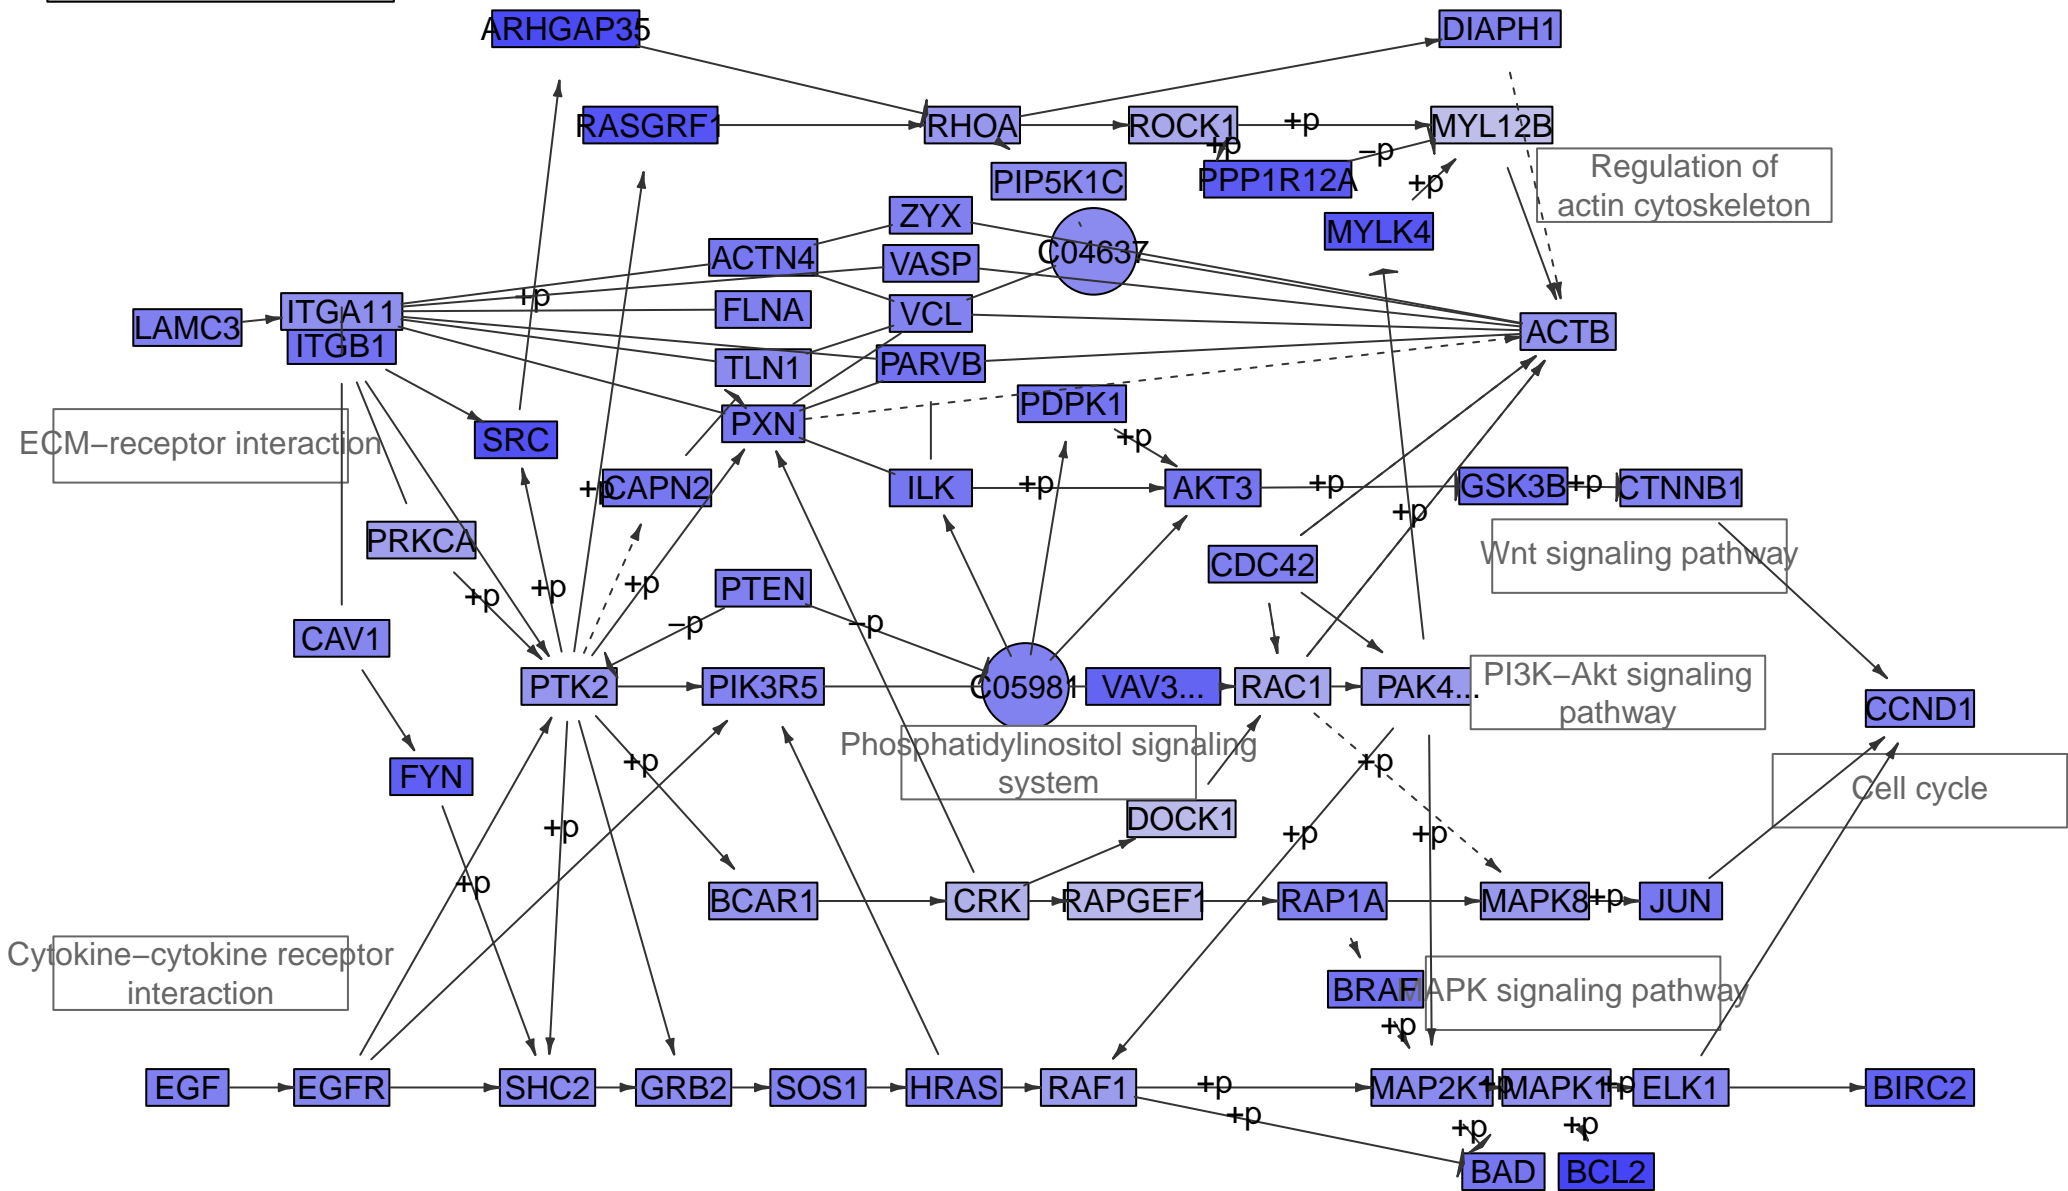 ARHGAP35
DIAPH1
RASGRF1
RHOA
ROCK1
+p
MYL12B
+p
−p
PIP5K1C
PPP1R12A
+p
Regulation of
actin cytoskeleton
ZYX
MYLK4
ACTN4
VASP
C04637
+p
ITGA11
FLNA
VCL
LAMC3
ITGB1
ACTB
TLN1
PARVB
PDPK1
PXN
+p
ECM−receptor interaction
SRC
+p
CAPN2
ILK
+p
AKT3
+p
GSK3B
+p
CTNNB1
+p
PRKCA
CDC42
Wnt signaling pathway
+p
+p
+p
PTEN
−p
−p
CAV1
PTK2
PIK3R5
C05981
VAV3...
RAC1
PAK4...
PI3K−Akt signaling
pathway
CCND1
FYN
+p
Phosphatidylinositol signaling
system
+p
Cell cycle
+p
DOCK1
+p
+p
+p
BCAR1
CRK
RAPGEF1
RAP1A
MAPK8
+p
JUN
Cytokine−cytokine receptor
interaction
BRAF
MAPK signaling pathway
+p
EGF
EGFR
SHC2
GRB2
SOS1
HRAS
RAF1
+p
MAP2K1
+p
MAPK1
+p
ELK1
BIRC2
+p
+p
+p
BAD
BCL2